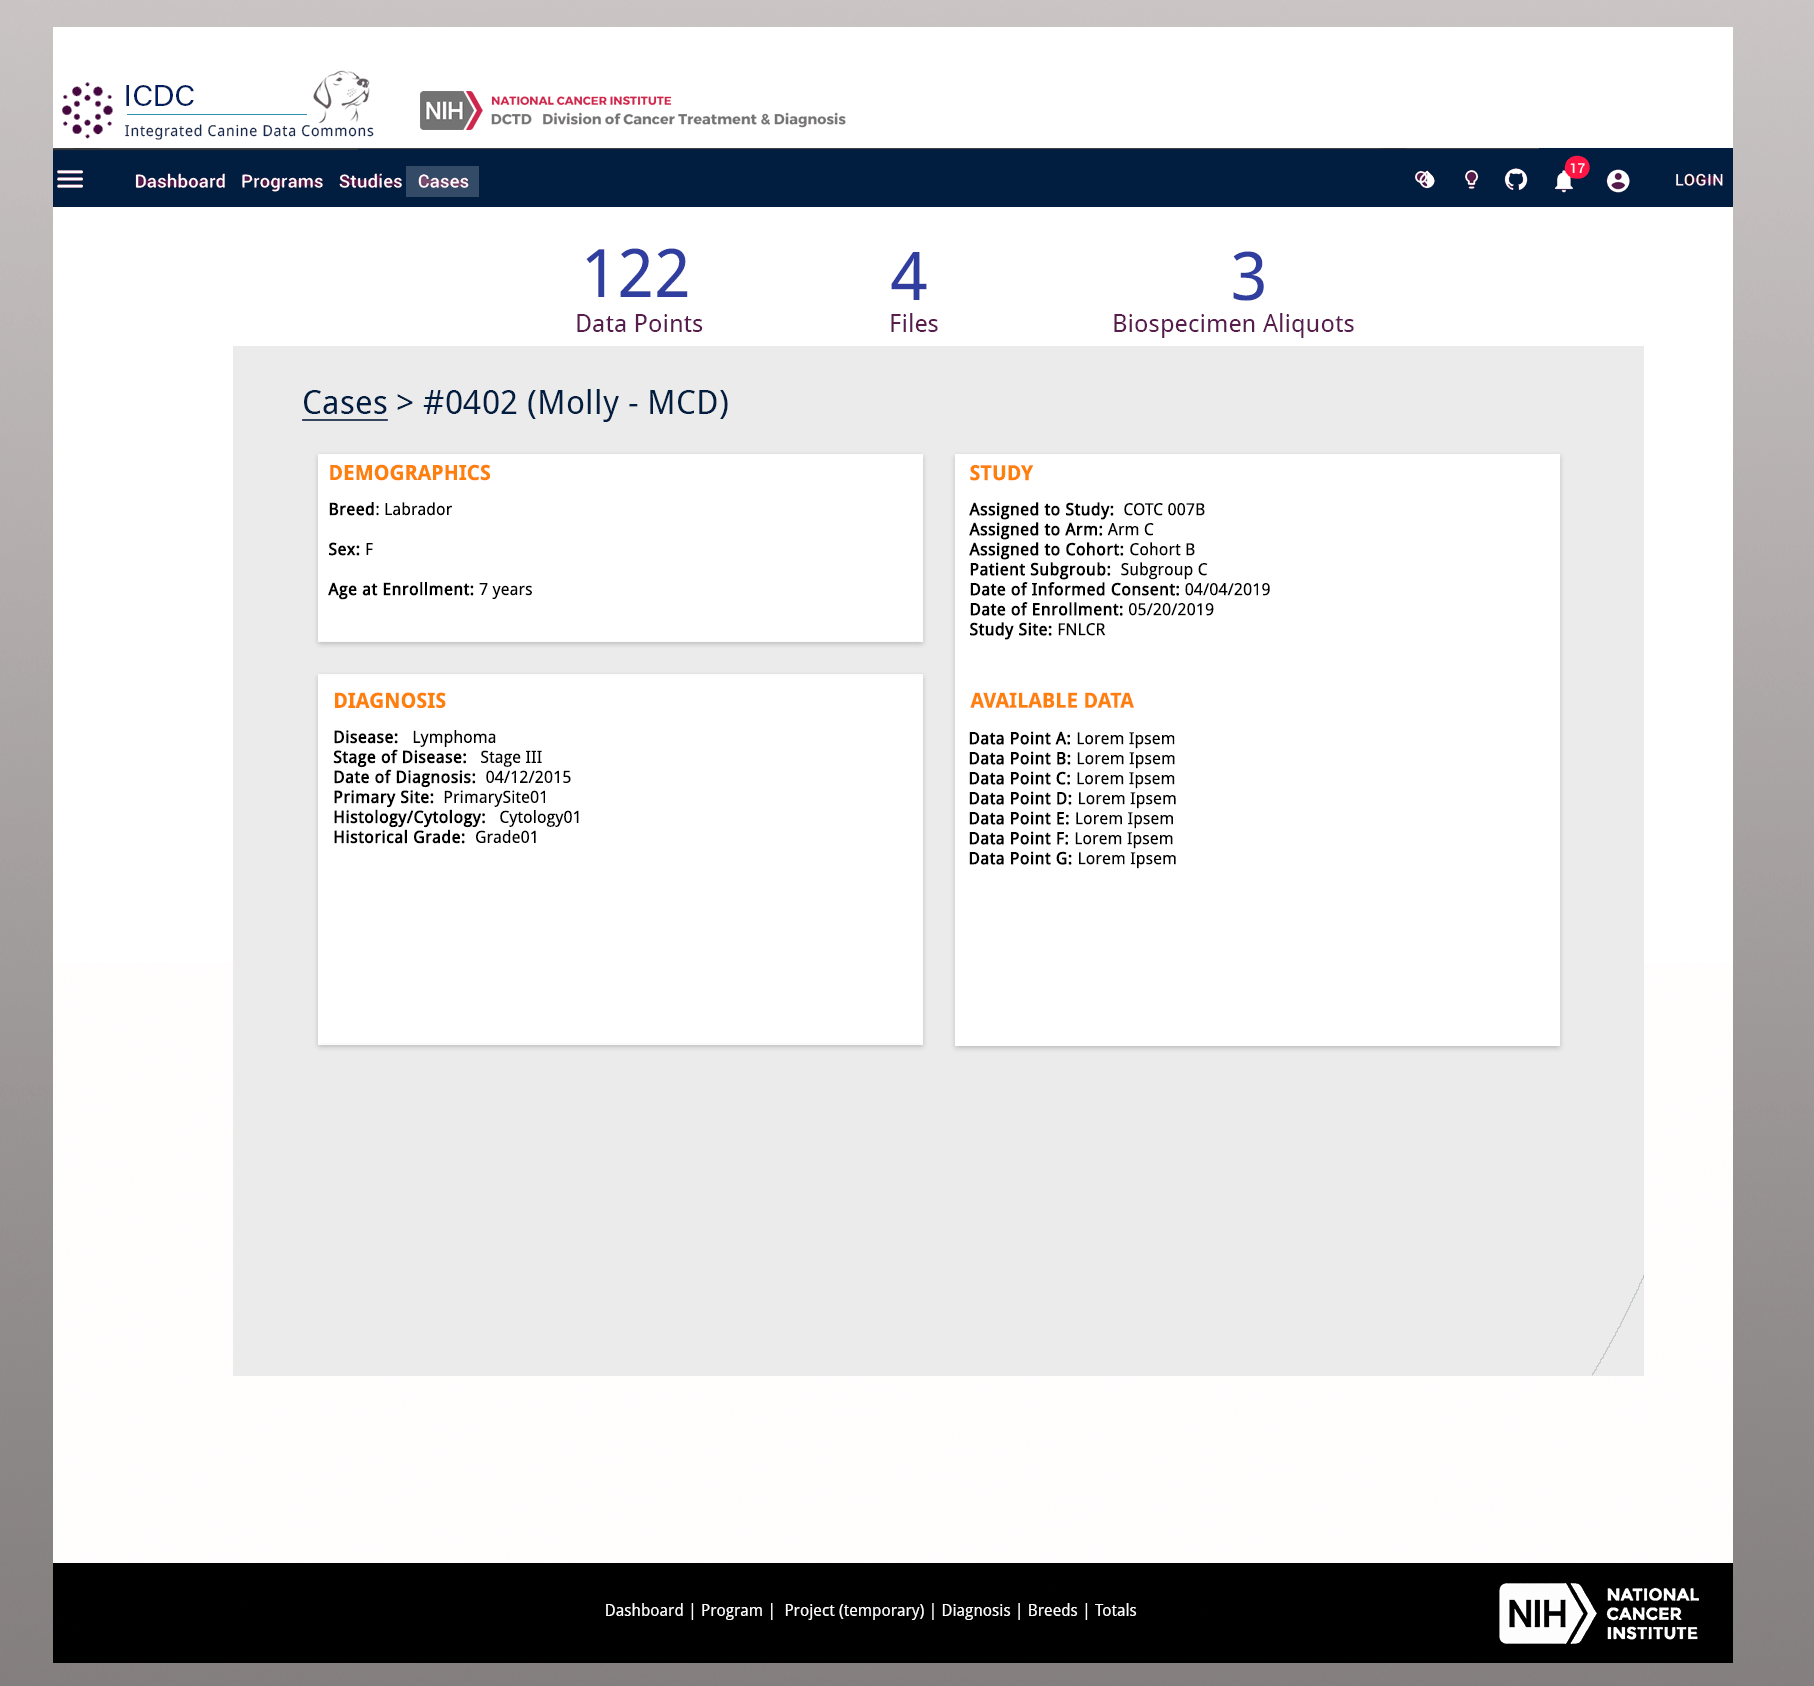 ICDC
Integrated Canine Data Commons
NIH NATIONAL CANCER INSTITUTE
DCTD Division of Cancer Treatment & Diagnosis
Dashboard Programs Studies Cases 17 LOGIN
122 4 3
Data Points Files Biospecimen Aliquots
Cases > #0402 (Molly - MCD)
DEMOGRAPHICS
Breed: Labrador
Sex: F
Age at Enrollment: 7 years
STUDY
Assigned to Study: COTC 007B
Assigned to Arm: Arm C
Assigned to Cohort: Cohort B
Patient Subgroub: Subgroup C
Date of Informed Consent: 04/04/2019
Date of Enrollment: 05/20/2019
Study Site: FNLCR
DIAGNOSIS
Disease: Lymphoma
Stage of Disease: Stage III
Date of Diagnosis: 04/12/2015
Primary Site: PrimarySite01
Histology/Cytology: Cytology01
Historical Grade: Grade01
AVAILABLE DATA
Data Point A: Lorem Ipsem
Data Point B: Lorem Ipsem
Data Point C: Lorem Ipsem
Data Point D: Lorem Ipsem
Data Point E: Lorem Ipsem
Data Point F: Lorem Ipsem
Data Point G: Lorem Ipsem
Dashboard | Program | Project (temporary) | Diagnosis | Breeds | Totals
NIH
NATIONAL
CANCER
INSTITUTE